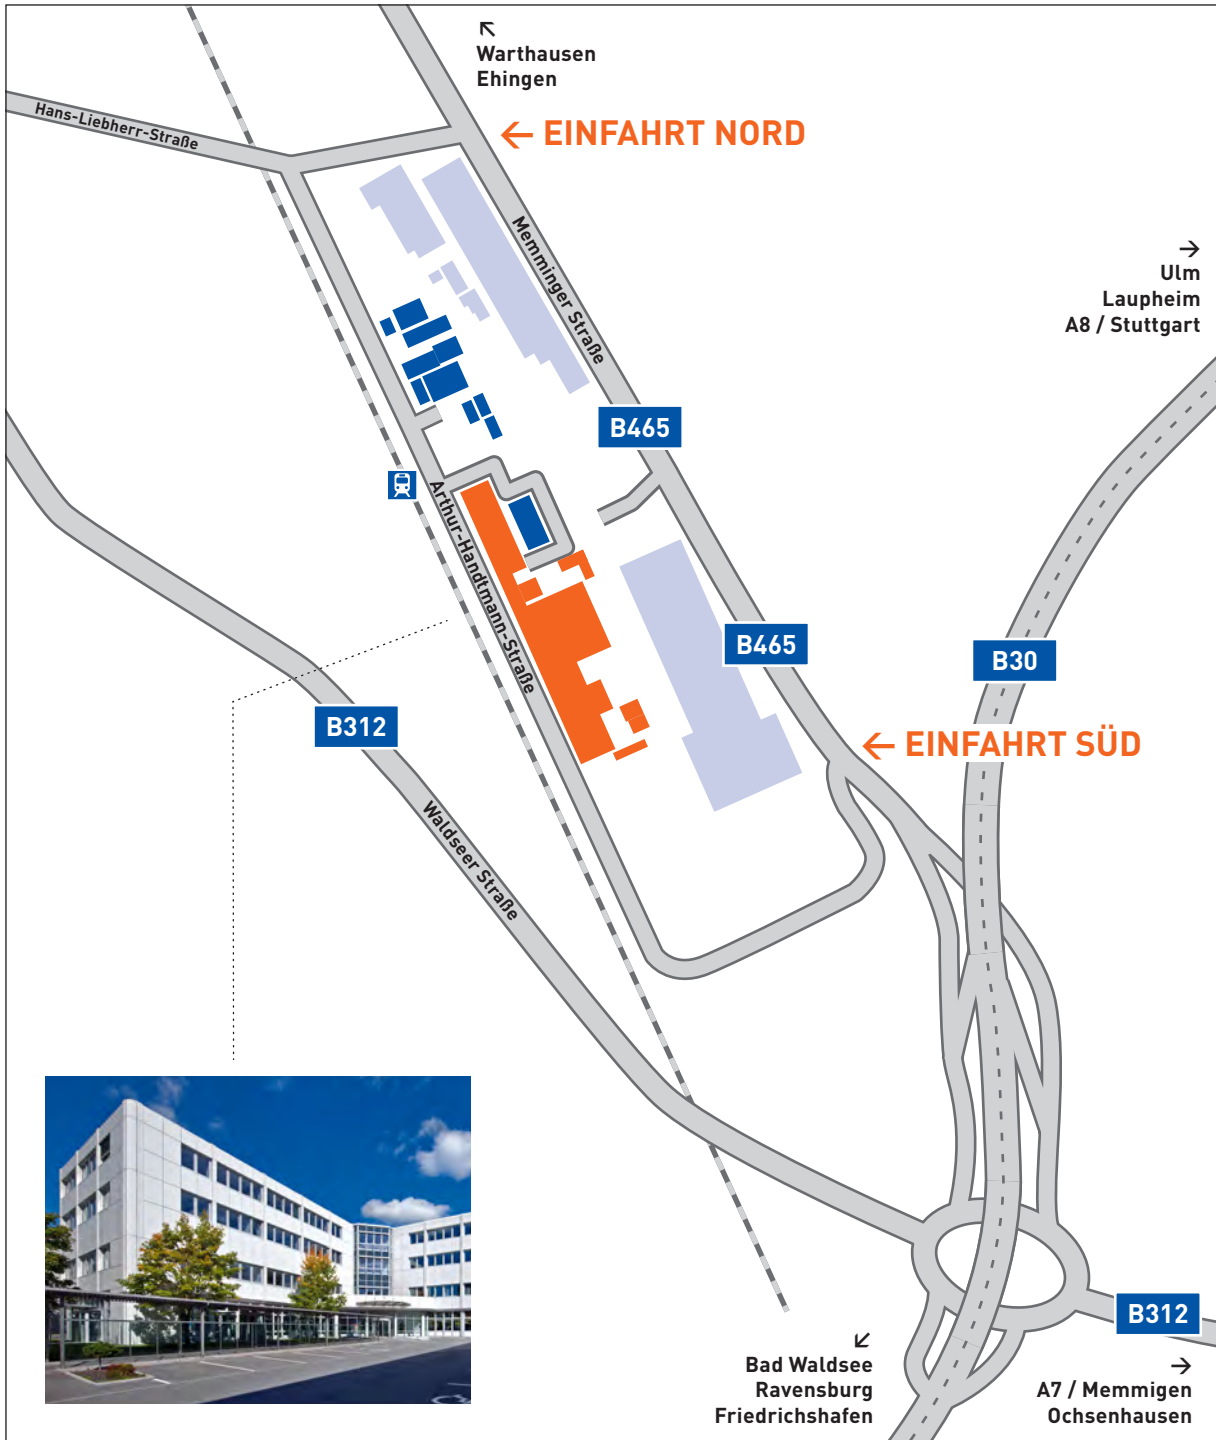 Warthausen
Ehingen
Hans-Liebherr-Straße
← EINFAHRT NORD
Memminger Straße
Ulm
Laupheim
A8 / Stuttgart
B465
Arthur-Handtmann-Straße
B465
B30
B312
← EINFAHRT SÜD
Waldseer Straße
B312
Bad Waldsee
Ravensburg
Friedrichshafen
A7 / Memmigen
Ochsenhausen